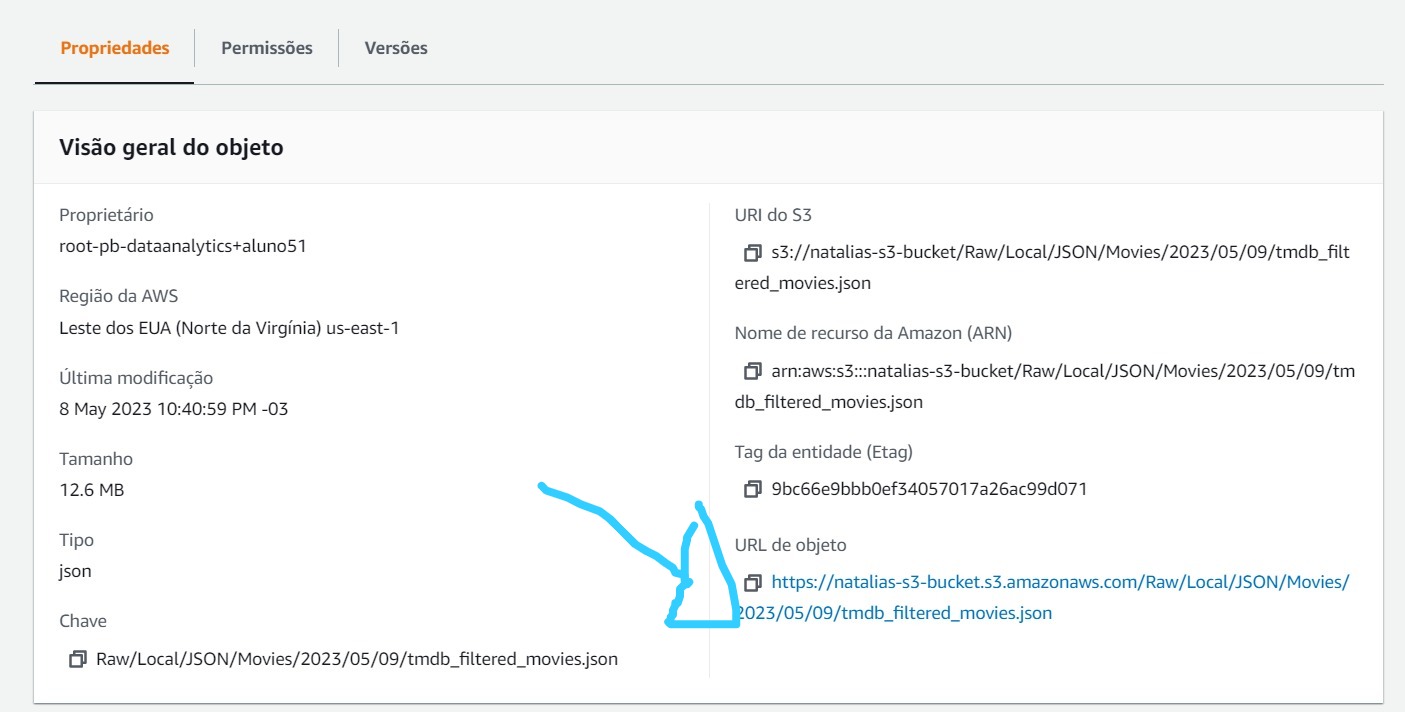 Propriedades
Permissões
Versões
Visão geral do objeto
Proprietário
root-pb-dataanalytics+aluno51
Região da AWS
Leste dos EUA (Norte da Virgínia) us-east-1
Última modificação
8 May 2023 10:40:59 PM -03
Tamanho
12.6 MB
Tipo
json
Chave
Raw/Local/JSON/Movies/2023/05/09/tmdb_filtered_movies.json
URI do S3
s3://natalias-s3-bucket/Raw/Local/JSON/Movies/2023/05/09/tmdb_filt
ered_movies.json
Nome de recurso da Amazon (ARN)
arn:aws:s3:::natalias-s3-bucket/Raw/Local/JSON/Movies/2023/05/09/tm
db_filtered_movies.json
Tag da entidade (Etag)
9bc66e9bbb0ef34057017a26ac99d071
URL de objeto
https://natalias-s3-bucket.s3.amazonaws.com/Raw/Local/JSON/Movies/
2023/05/09/tmdb_filtered_movies.json